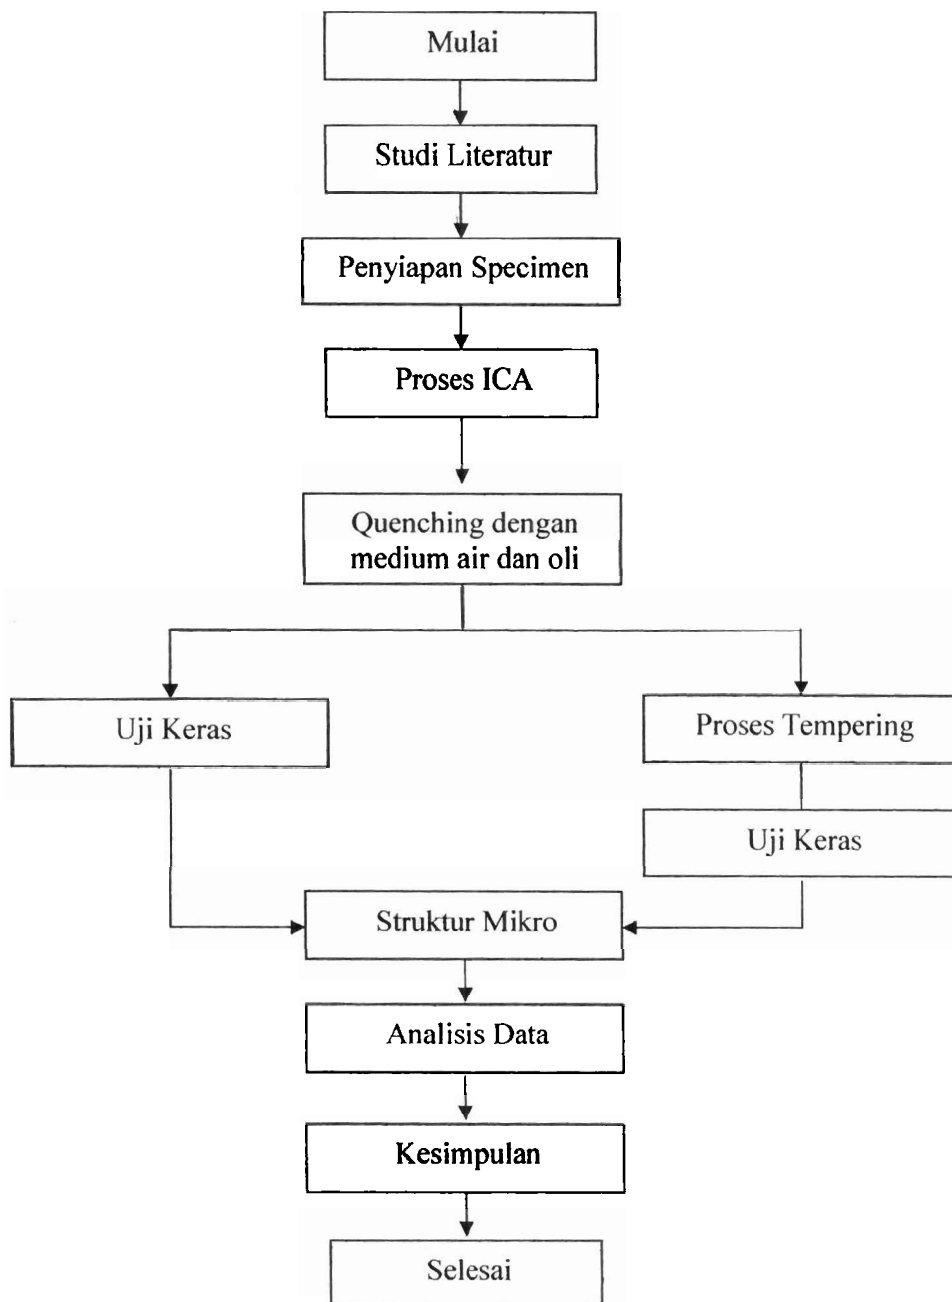 Mulai
Studi Literatur
Penyiapan Specimen
Proses ICA
Quenching dengan
medium air dan oli
Uji Keras
Proses Tempering
Uji Keras
Struktur Mikro
Analisis Data
Kesimpulan
Selesai